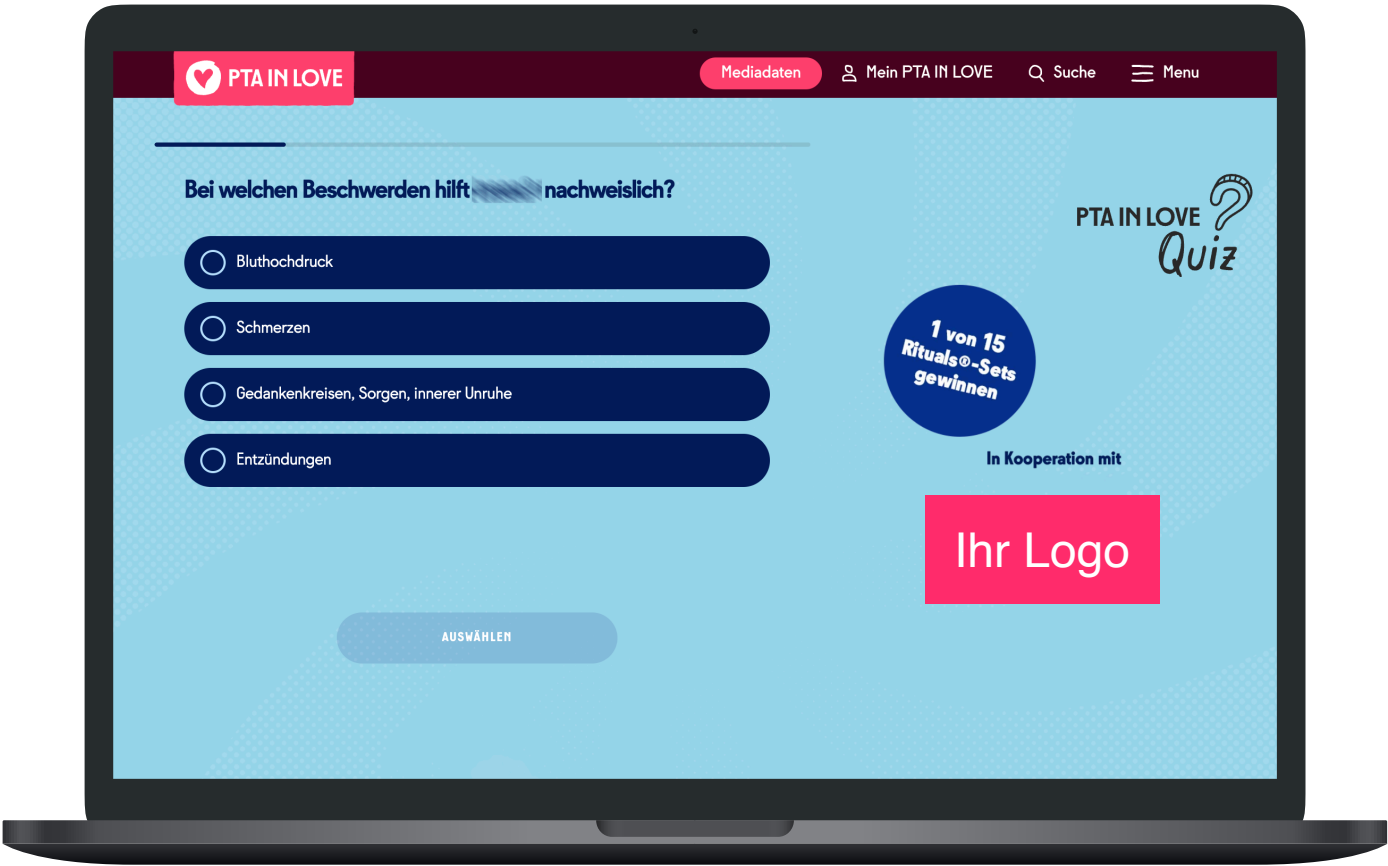 PTA IN LOVE
Mediadaten
Mein PTA IN LOVE
Suche
Menu
Bei welchen Beschwerden hilft nachweislich?
Bluthochdruck
Schmerzen
Gedankenkreisen, Sorgen, innerer Unruhe
Entzündungen
AUSWÄHLEN
PTA IN LOVE
Quiz
1 von 15
Rituals®-Sets
gewinnen
In Kooperation mit
Ihr Logo